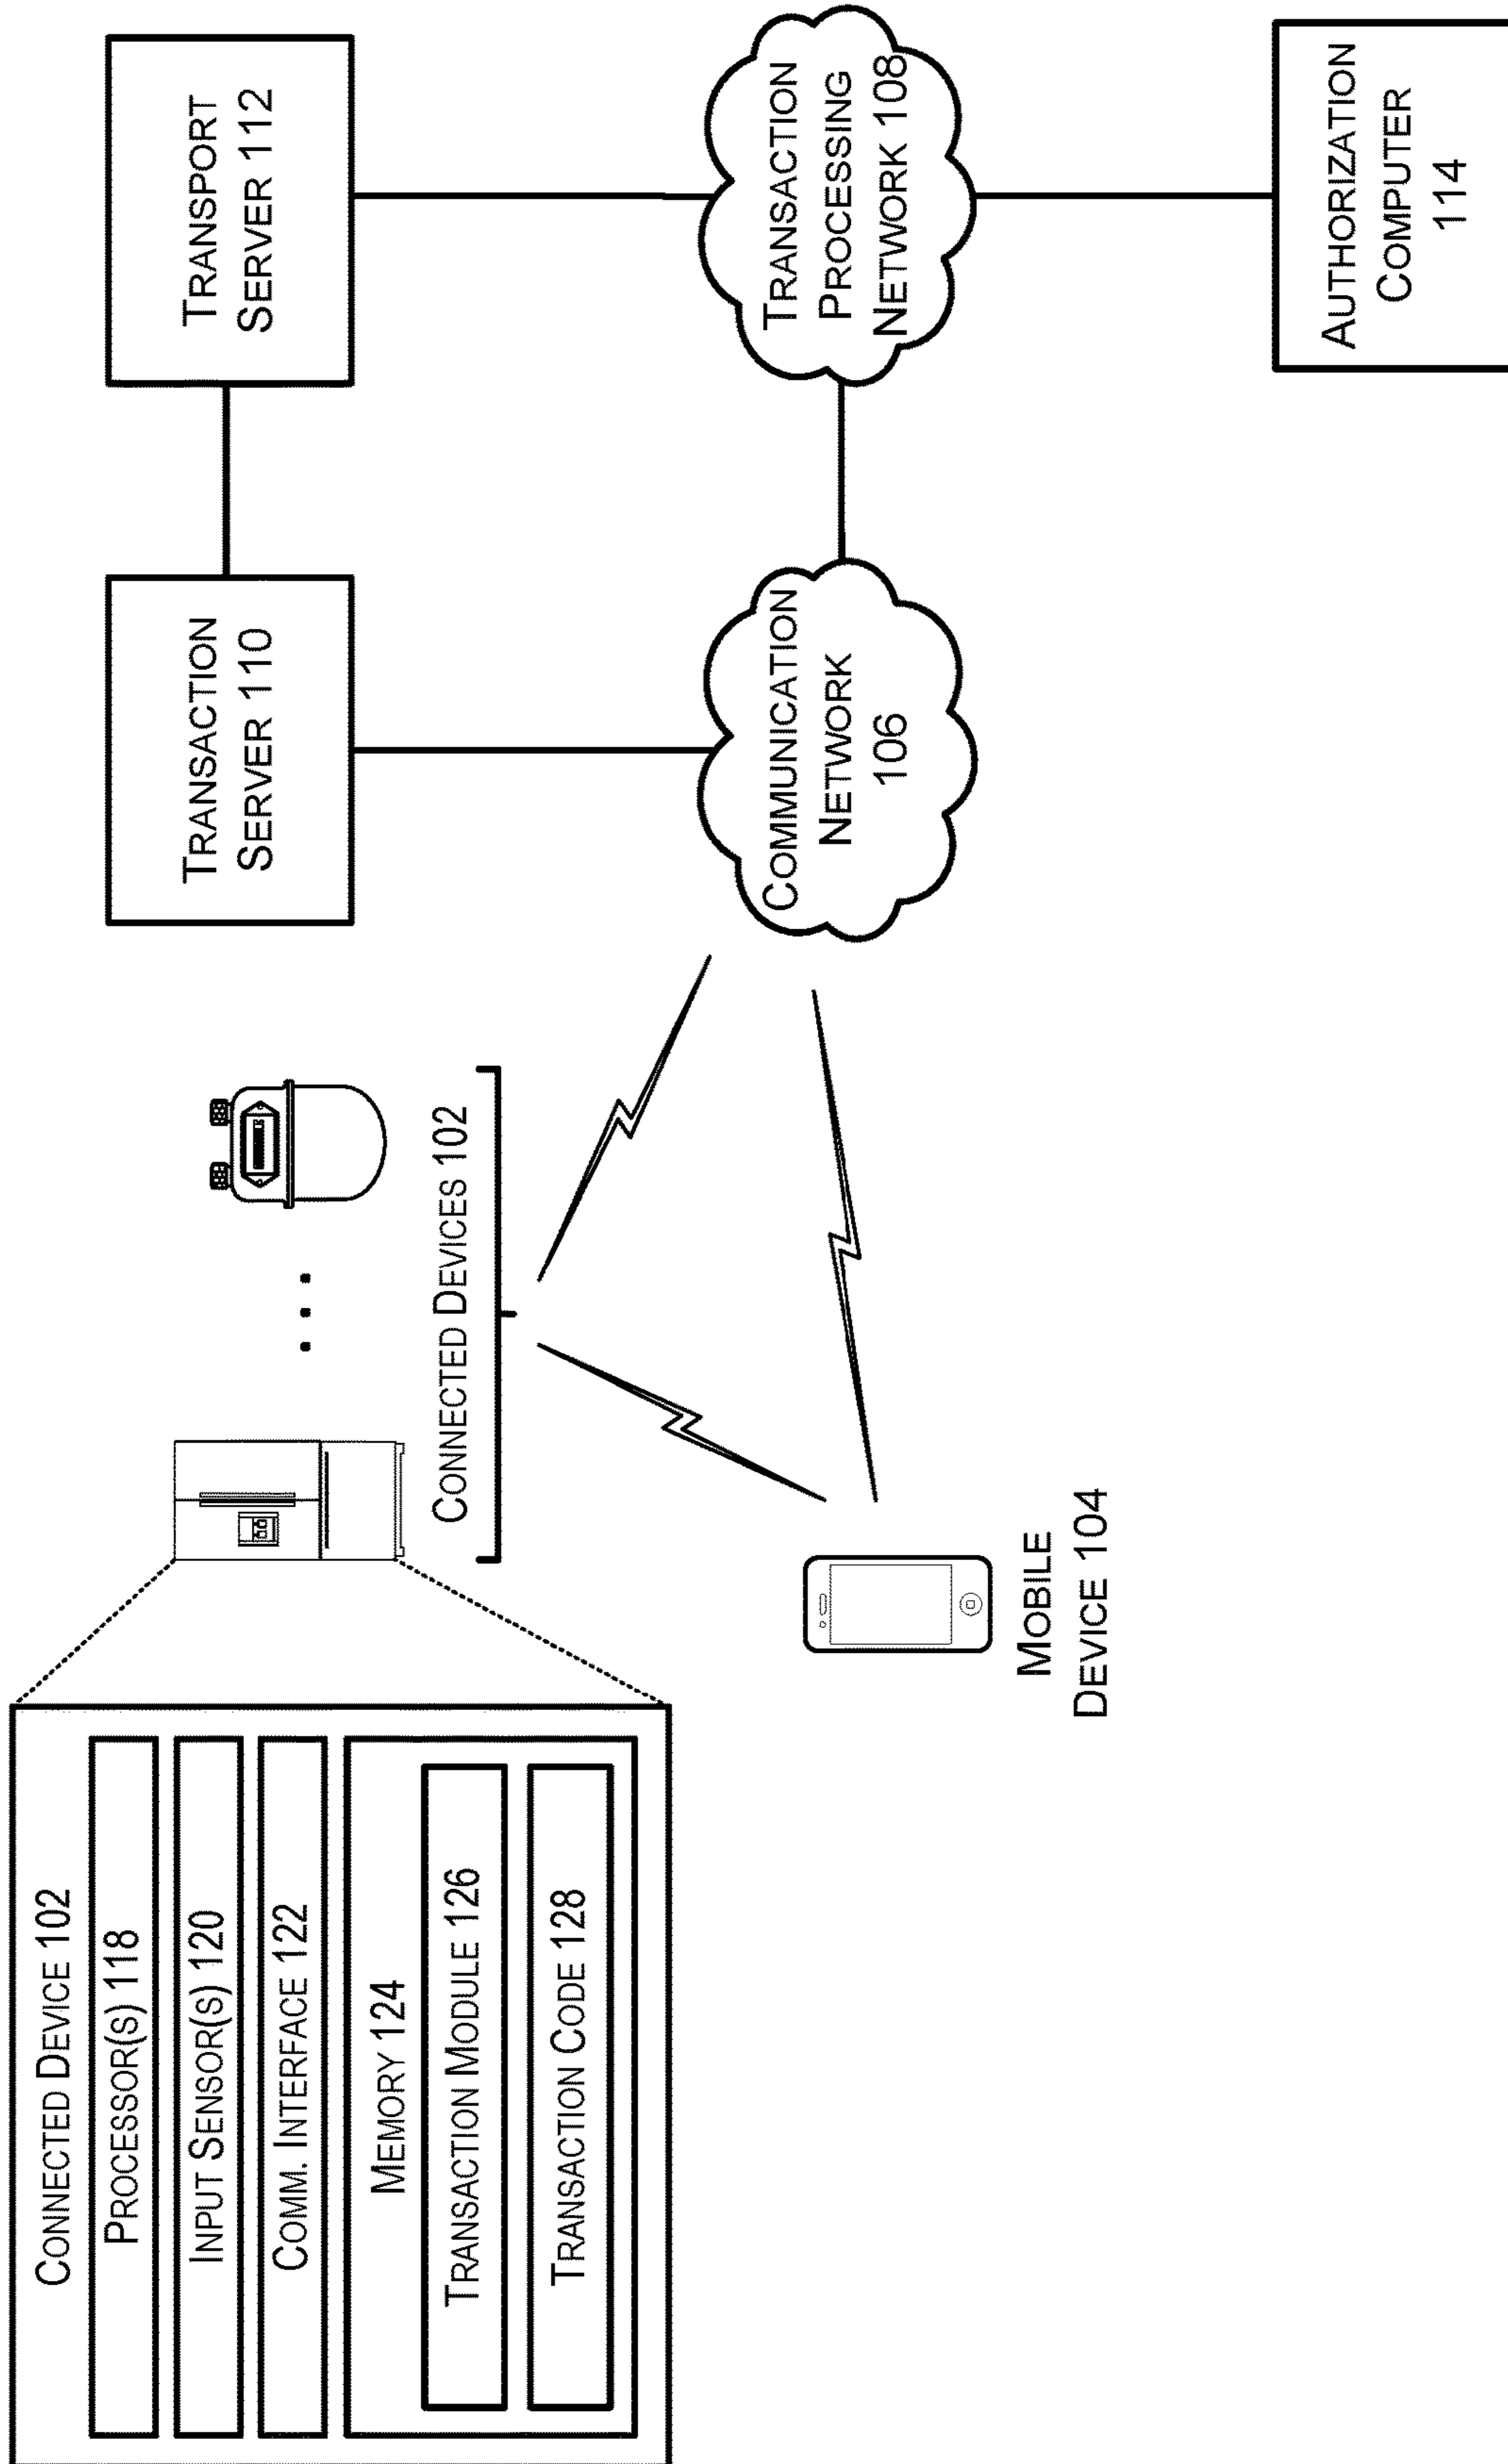 CONNECTED DEVICE 102
PROCESSOR(S) 118
INPUT SENSOR(S) 120
COMM. INTERFACE 122
MEMORY 124
TRANSACTION MODULE 126
TRANSACTION CODE 128
CONNECTED DEVICES 102
MOBILE
DEVICE 104
TRANSACTION
SERVER 110
TRANSPORT
SERVER 112
COMMUNICATION
NETWORK
106
TRANSACTION
PROCESSING
NETWORK 108
AUTHORIZATION
COMPUTER
114